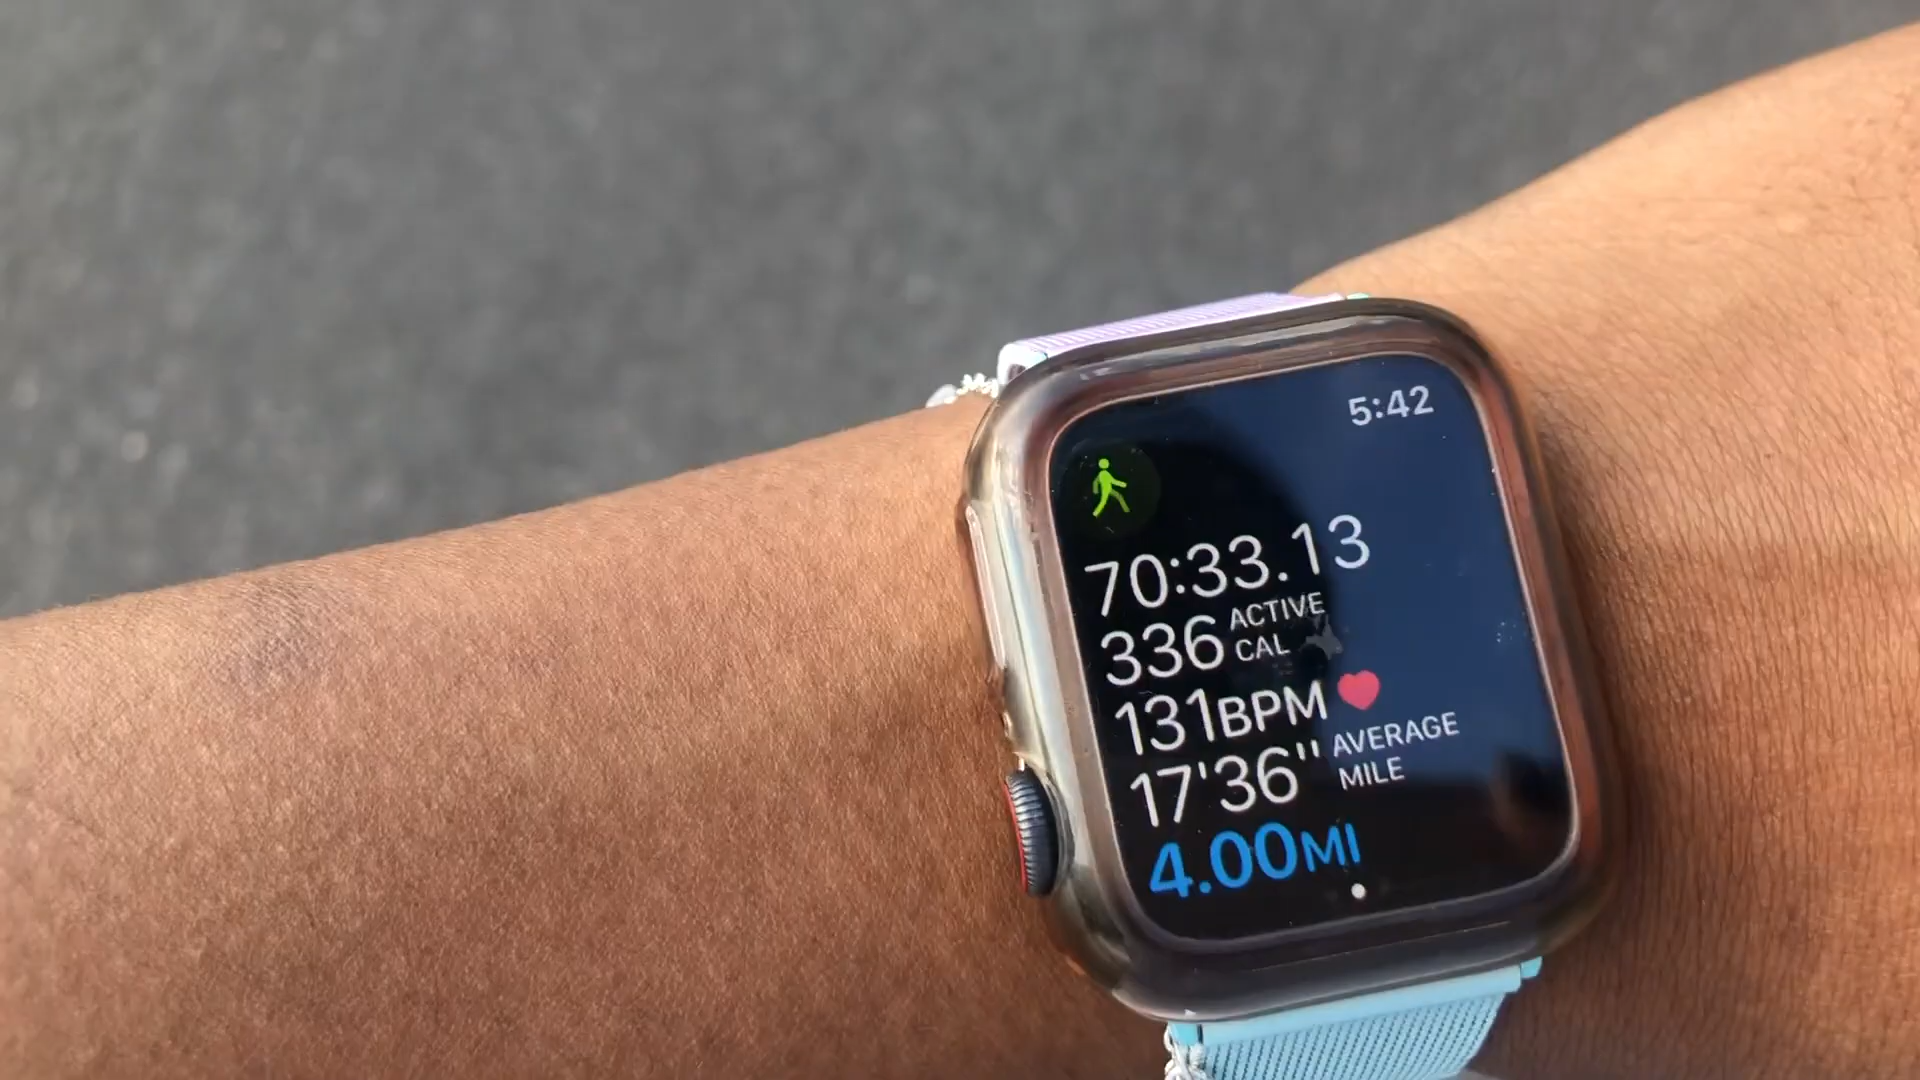 5:42
70:33.13
336 ACTIVE CAL
131BPM
17'36" AVERAGE MILE
4.00MI